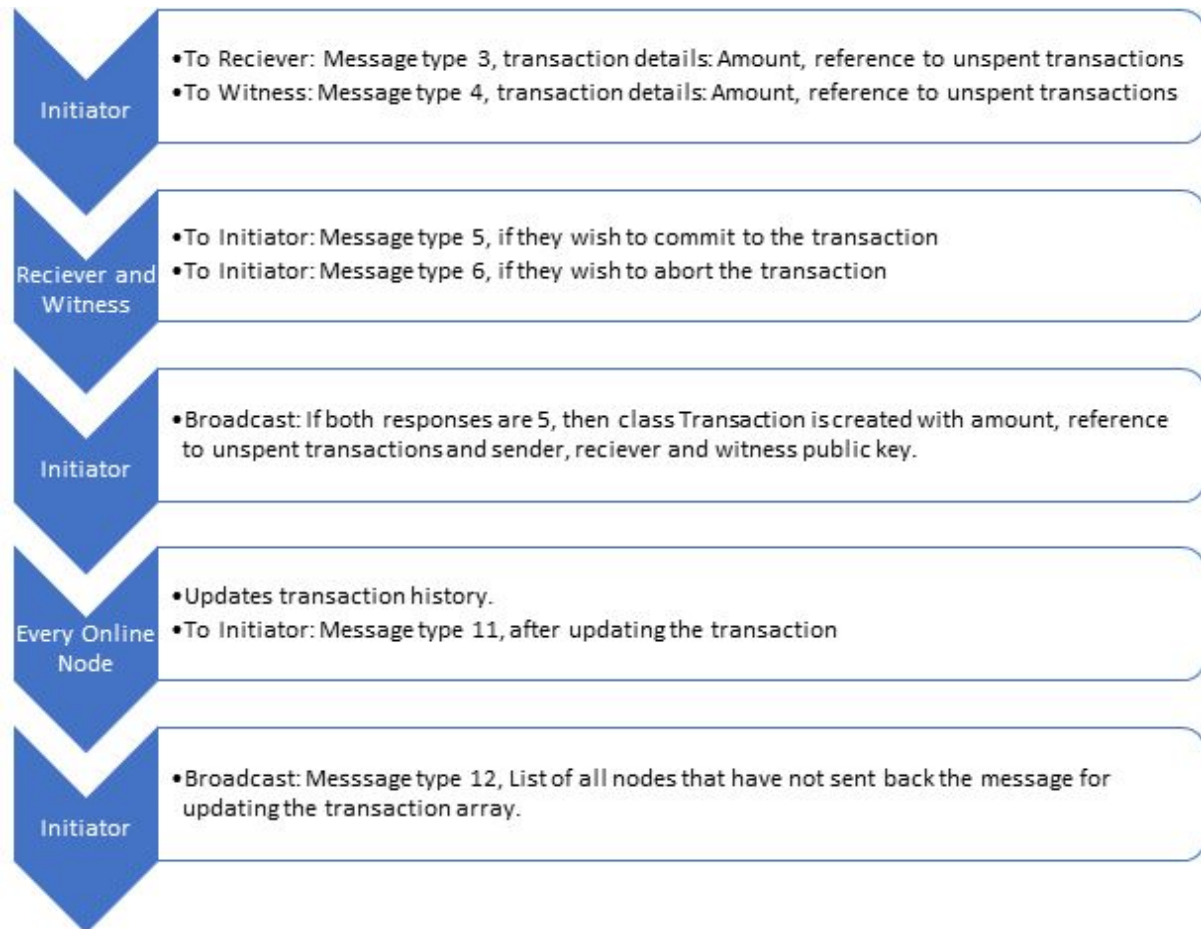 Initiator
•To Reciever: Message type 3, transaction details: Amount, reference to unspent transactions
•To Witness: Message type 4, transaction details: Amount, reference to unspent transactions
Reciever and
Witness
•To Initiator: Message type 5, if they wish to commit to the transaction
•To Initiator: Message type 6, if they wish to abort the transaction
Initiator
•Broadcast: If both responses are 5, then class Transaction is created with amount, reference
to unspent transactions and sender, reciever and witness public key.
Every Online
Node
•Updates transaction history.
•To Initiator: Message type 11, after updating the transaction
Initiator
•Broadcast: Messsage type 12, List of all nodes that have not sent back the message for
updating the transaction array.